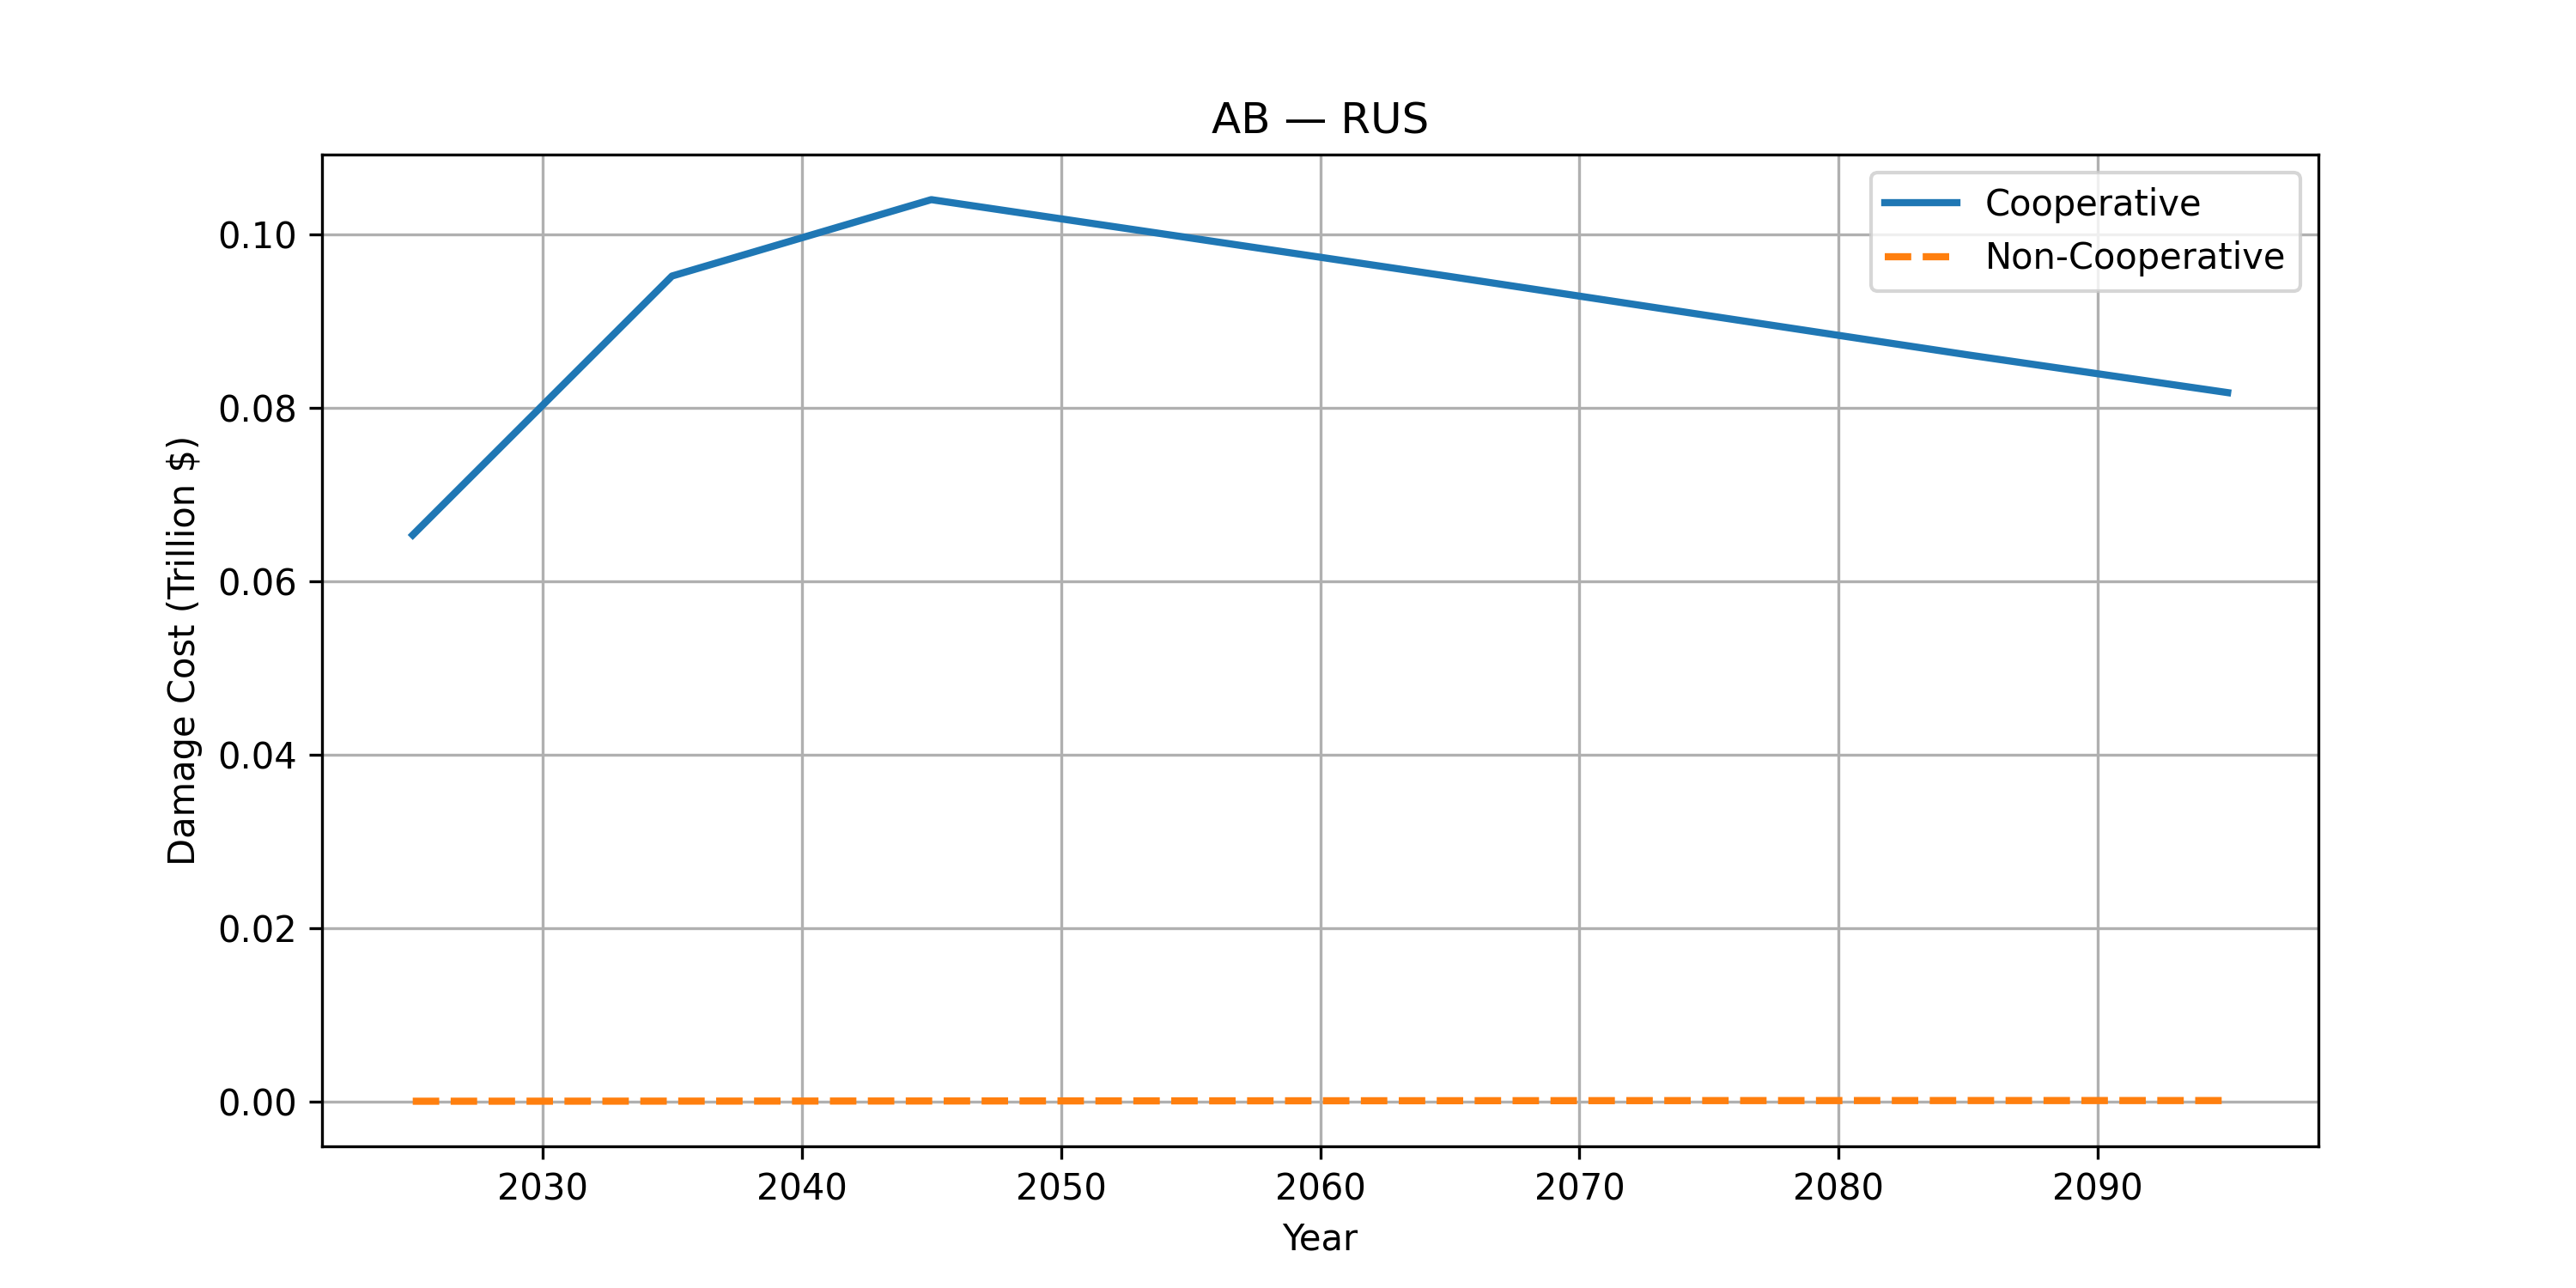 AB — RUS
Cooperative
Non-Cooperative
Damage Cost (Trillion $)
0.10
0.08
0.06
0.04
0.02
0.00
2030 2040 2050 2060 2070 2080 2090
Year